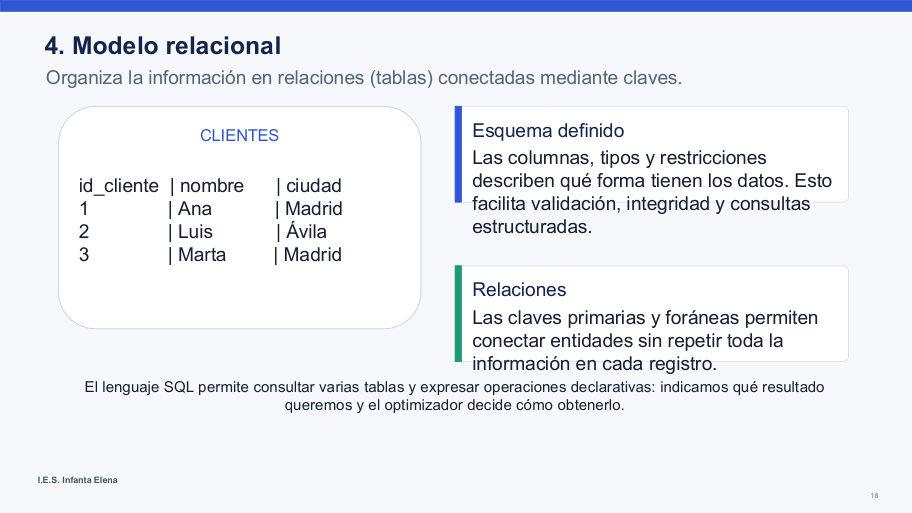 4. Modelo relacional
Organiza la información en relaciones (tablas) conectadas mediante claves.
CLIENTES
id_cliente | nombre | ciudad
1 | Ana | Madrid
2 | Luis | Ávila
3 | Marta | Madrid
Esquema definido
Las columnas, tipos y restricciones
describen qué forma tienen los datos. Esto
facilita validación, integridad y consultas
estructuradas.
Relaciones
Las claves primarias y foráneas permiten
conectar entidades sin repetir toda la
información en cada registro.
El lenguaje SQL permite consultar varias tablas y expresar operaciones declarativas: indicamos qué resultado
queremos y el optimizador decide cómo obtenerlo.
I.E.S. Infanta Elena
18